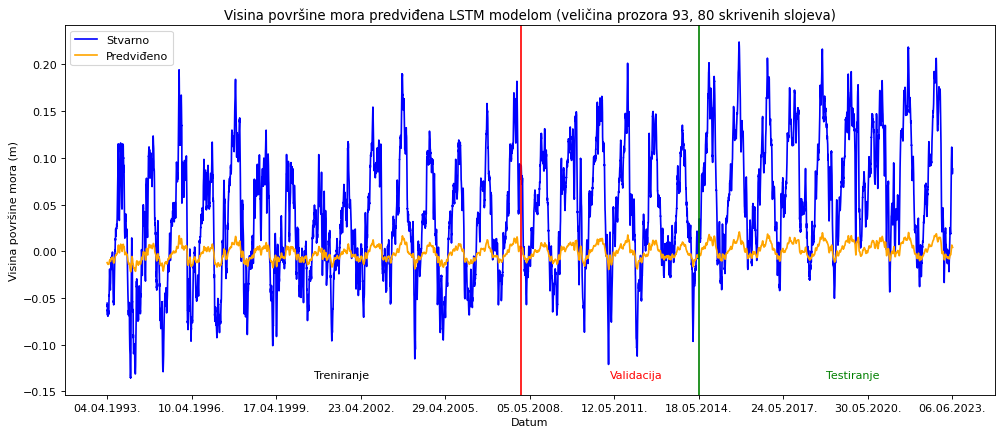 Visina površine mora predviđena LSTM modelom (veličina prozora 93, 80 skrivenih slojeva)
Stvarno
Predviđeno
Visina površine mora (m)
0.20
0.15
0.10
0.05
0.00
−0.05
−0.10
−0.15
Treniranje
Validacija
Testiranje
04.04.1993.
10.04.1996.
17.04.1999.
23.04.2002.
29.04.2005.
05.05.2008.
12.05.2011.
18.05.2014.
24.05.2017.
30.05.2020.
06.06.2023.
Datum